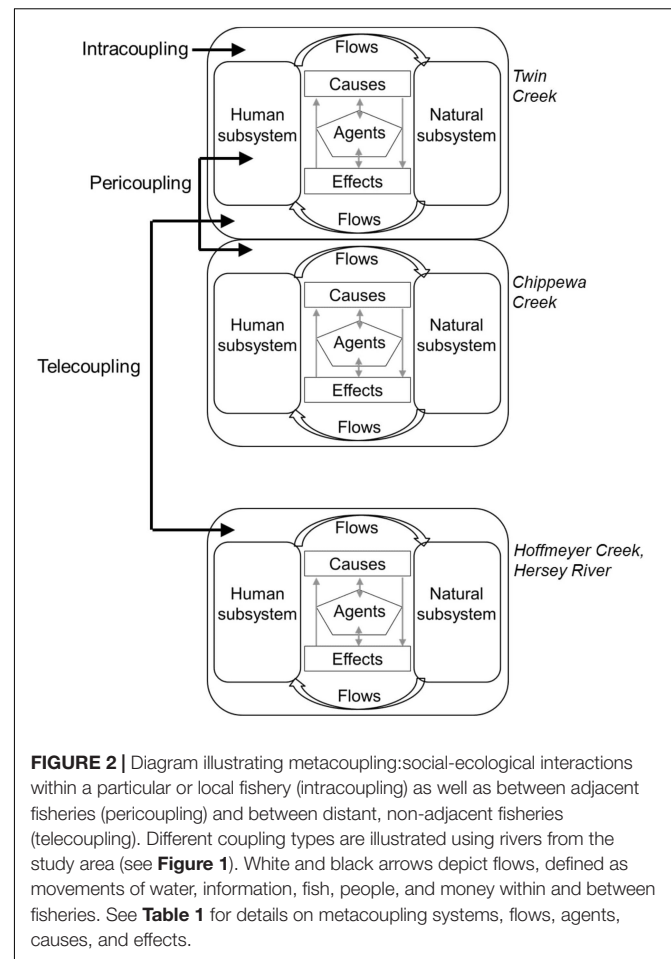 Intracoupling
Flows
Twin
Creek
Causes
Human
subsystem
Agents
Natural
subsystem
Pericoupling
Effects
Flows
Flows
Chippewa
Creek
Causes
Human
subsystem
Agents
Natural
subsystem
Telecoupling
Effects
Flows
Flows
Hoffmeyer Creek,
Hersey River
Causes
Human
subsystem
Agents
Natural
subsystem
Effects
Flows
FIGURE 2 | Diagram illustrating metacoupling:social-ecological interactions
within a particular or local fishery (intracoupling) as well as between adjacent
fisheries (pericoupling) and between distant, non-adjacent fisheries
(telecoupling). Different coupling types are illustrated using rivers from the
study area (see Figure 1). White and black arrows depict flows, defined as
movements of water, information, fish, people, and money within and between
fisheries. See Table 1 for details on metacoupling systems, flows, agents,
causes, and effects.